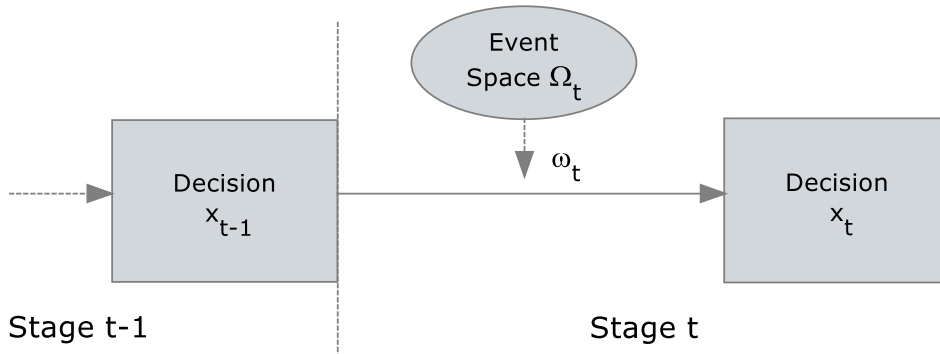 Event
Space Ωt
ωt
Decision
xt-1
Decision
xt
Stage t-1
Stage t